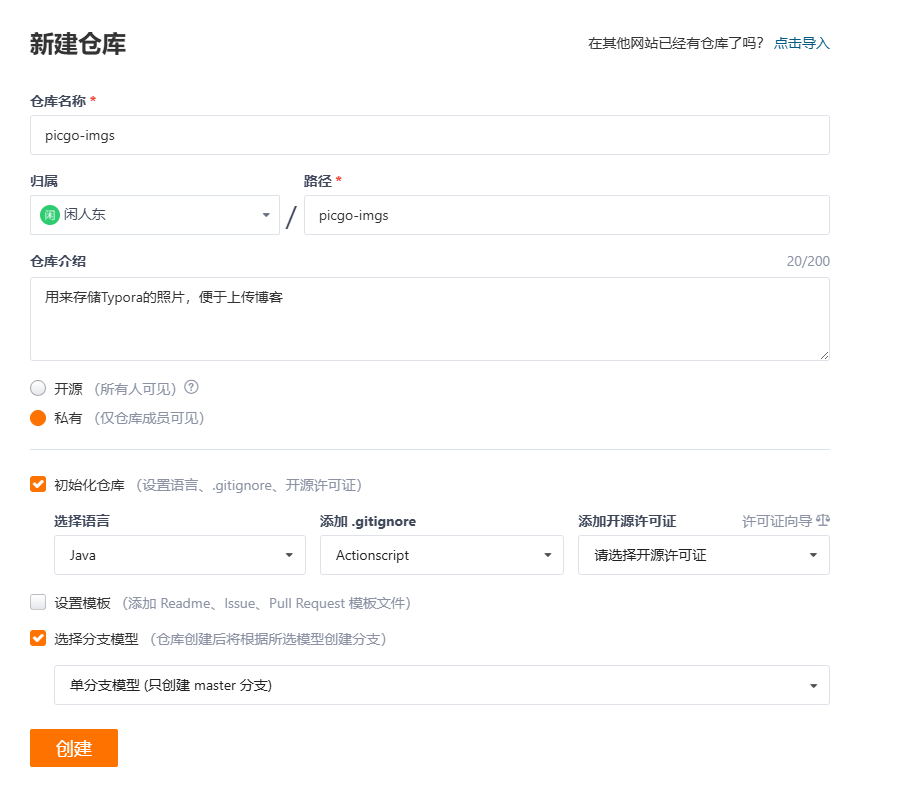 新建仓库
在其他网站已经有仓库了吗? 点击导入
仓库名称 *
picgo-imgs
归属
路径 *
闲 闲人东
/
picgo-imgs
仓库介绍
20/200
用来存储Typora的照片，便于上传博客
开源 （所有人可见） ?
私有 （仅仓库成员可见）
初始化仓库 （设置语言、.gitignore、开源许可证）
选择语言
添加 .gitignore
添加开源许可证
许可证向导
Java
Actionscript
请选择开源许可证
设置模板 （添加 Readme、Issue、Pull Request 模板文件）
选择分支模型 （仓库创建后将根据所选模型创建分支）
单分支模型 (只创建 master 分支)
创建